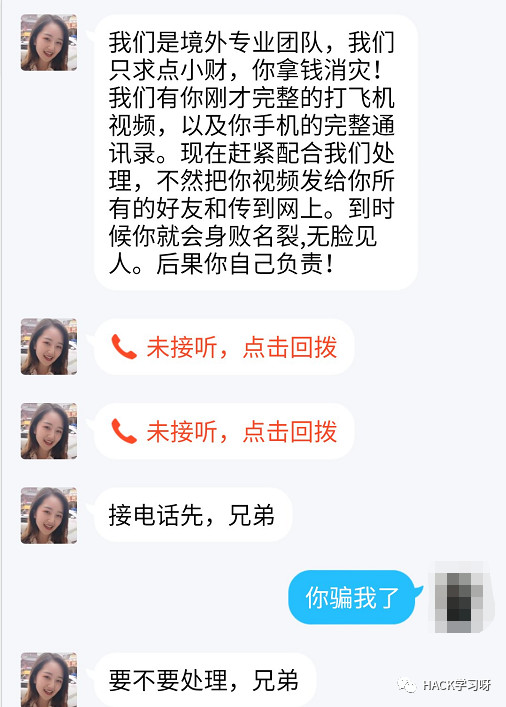 我们是境外专业团队，我们
只求点小财，你拿钱消灾！
我们有你刚才完整的打飞机
视频，以及你手机的完整通
讯录。现在赶紧配合我们处
理，不然把你视频发给你所
有的好友和传到网上。到时
候你就会身败名裂,无脸见
人。后果你自己负责！
未接听，点击回拨
未接听，点击回拨
接电话先，兄弟
你骗我了
要不要处理，兄弟
HACK学习呀